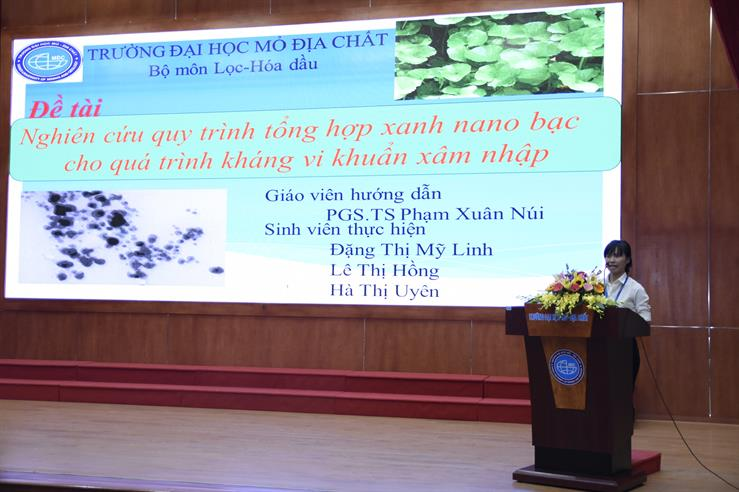 TRƯỜNG ĐẠI HỌC MỎ ĐỊA CHẤT
Bộ môn Lọc-Hóa dầu
Đề tài
Nghiên cứu quy trình tổng hợp xanh nano bạc
cho quá trình kháng vi khuẩn xâm nhập
Giáo viên hướng dẫn
PGS.TS Phạm Xuân Núi
Sinh viên thực hiện
Đặng Thị Mỹ Linh
Lê Thị Hồng
Hà Thị Uyên